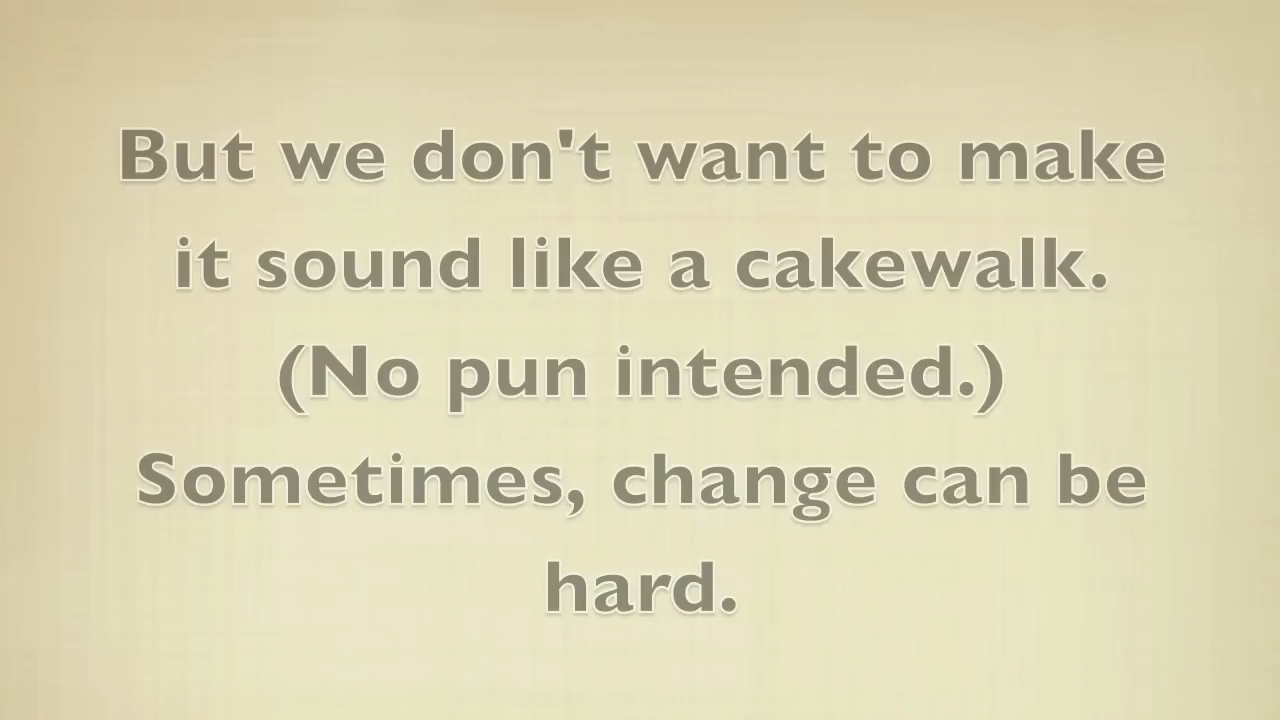 But we don't want to make
it sound like a cakewalk.
(No pun intended.)
Sometimes, change can be
hard.